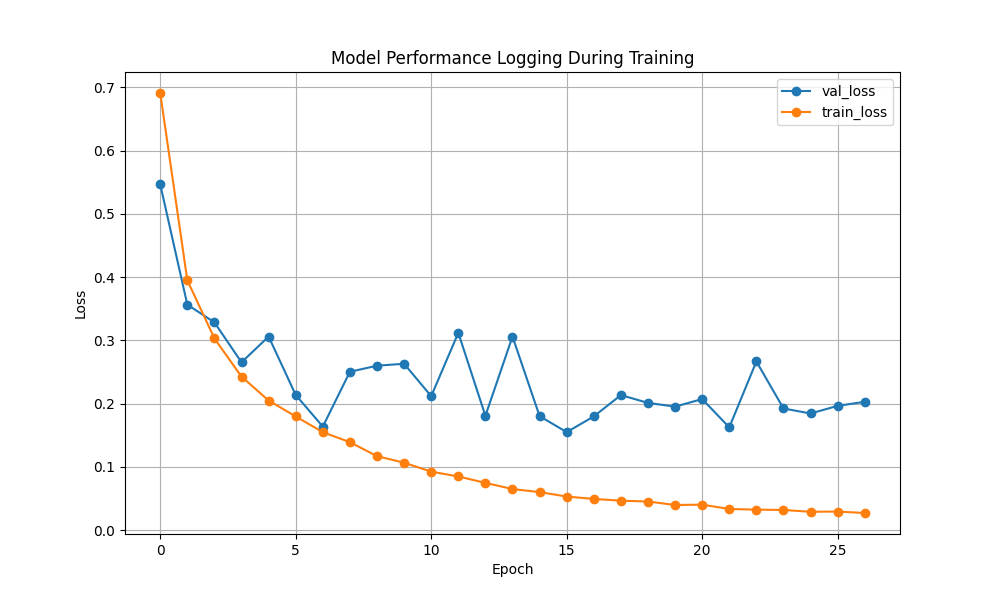 Model Performance Logging During Training
val_loss
train_loss
0.7
0.6
0.5
0.4
0.3
0.2
0.1
0.0
Loss
0 5 10 15 20 25
Epoch